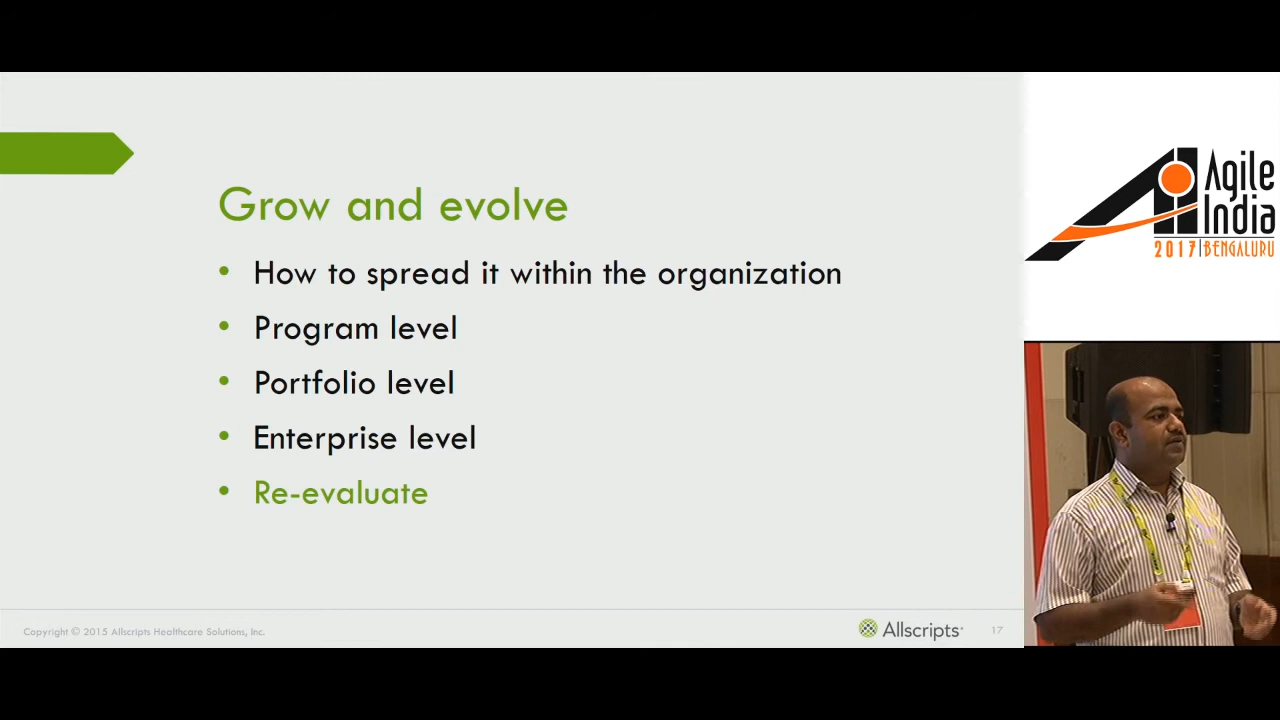 Grow and evolve
• How to spread it within the organization
• Program level
• Portfolio level
• Enterprise level
• Re-evaluate
Copyright © 2015 Allscripts Healthcare Solutions, Inc.
Allscripts
17
Agile
India
2017 | BENGALURU